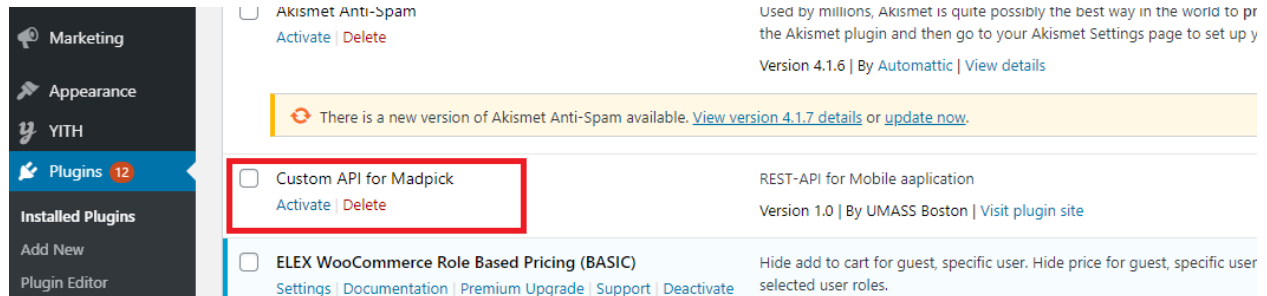 Marketing
Appearance
YITH
Plugins 12
Installed Plugins
Add New
Plugin Editor
Akismet Anti-Spam
Activate | Delete
Used by millions, Akismet is quite possibly the best way in the world to pr
the Akismet plugin and then go to your Akismet Settings page to set up y
Version 4.1.6 | By Automattic | View details
There is a new version of Akismet Anti-Spam available. View version 4.1.7 details or update now.
Custom API for Madpick
Activate | Delete
REST-API for Mobile aaplication
Version 1.0 | By UMASS Boston | Visit plugin site
ELEX WooCommerce Role Based Pricing (BASIC)
Settings | Documentation | Premium Upgrade | Support | Deactivate
Hide add to cart for guest, specific user. Hide price for guest, specific user
selected user roles.